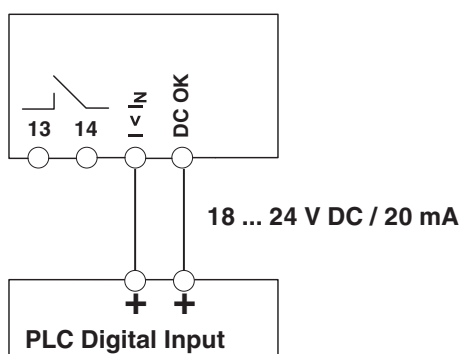 13 14 I < IN DC OK
18 ... 24 V DC / 20 mA
+ +
PLC Digital Input